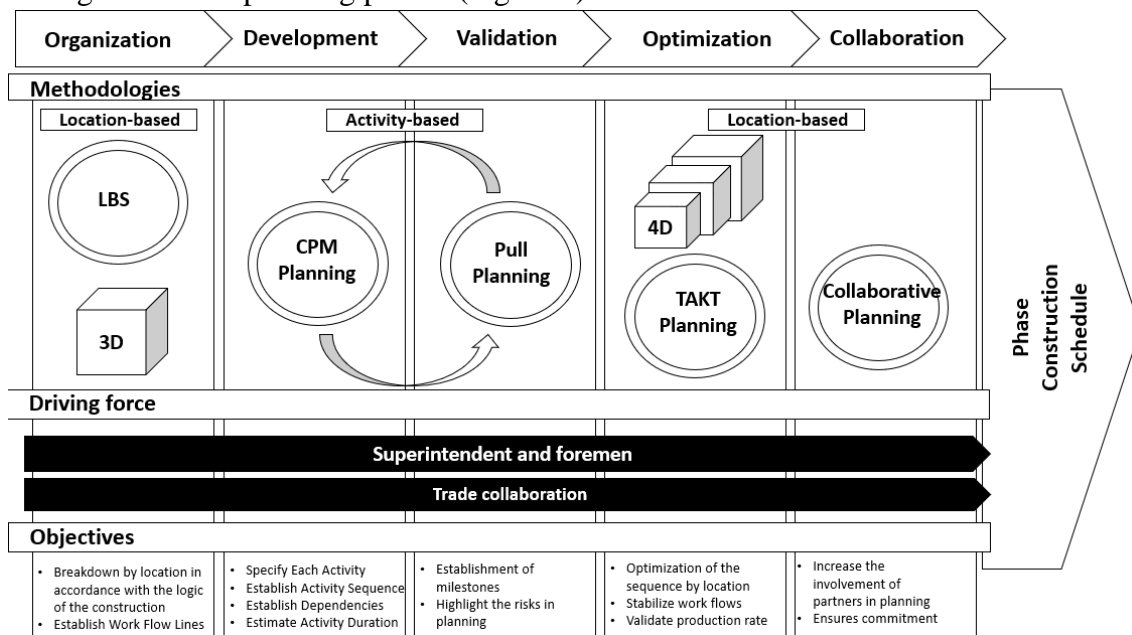 Organization Development Validation Optimization Collaboration
Methodologies
Location-based Activity-based Location-based
LBS
3D
CPM
Planning
Pull
Planning
4D
TAKT
Planning
Collaborative
Planning
Phase
Construction
Schedule
Driving force
Superintendent and foremen
Trade collaboration
Objectives
• Breakdown by location in
accordance with the logic
of the construction
• Establish Work Flow Lines
• Specify Each Activity
• Establish Activity Sequence
• Establish Dependencies
• Estimate Activity Duration
• Establishment of
milestones
• Highlight the risks in
planning
• Optimization of the
sequence by location
• Stabilize work flows
• Validate production rate
• Increase the
involvement of
partners in planning
• Ensures commitment